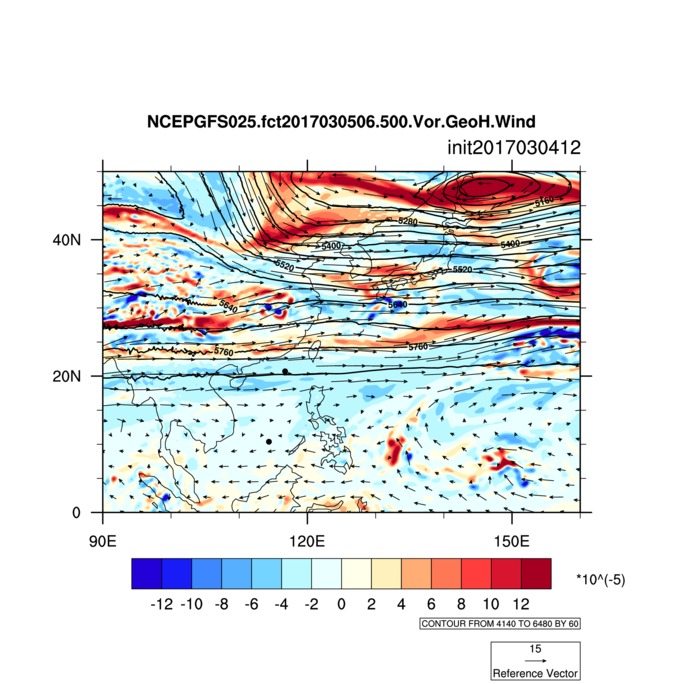 NCEPGFS025.fct2017030506.500.Vor.GeoH.Wind
init2017030412
5160
5280
40N
5400
5400
5520
5520
5640
5640
5760
5760
20N
0
90E 120E 150E
-12 -10 -8 -6 -4 -2 0 2 4 6 8 10 12
*10^(-5)
CONTOUR FROM 4140 TO 6480 BY 60
15
Reference Vector